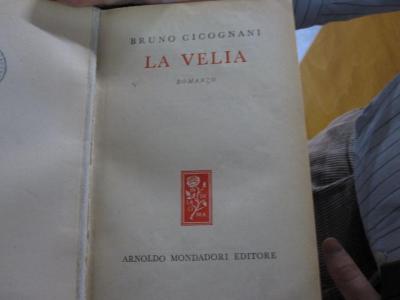 BRUNO CICOGNANI
LA VELIA
ROMANZO
ARNOLDO MONDADORI EDITORE